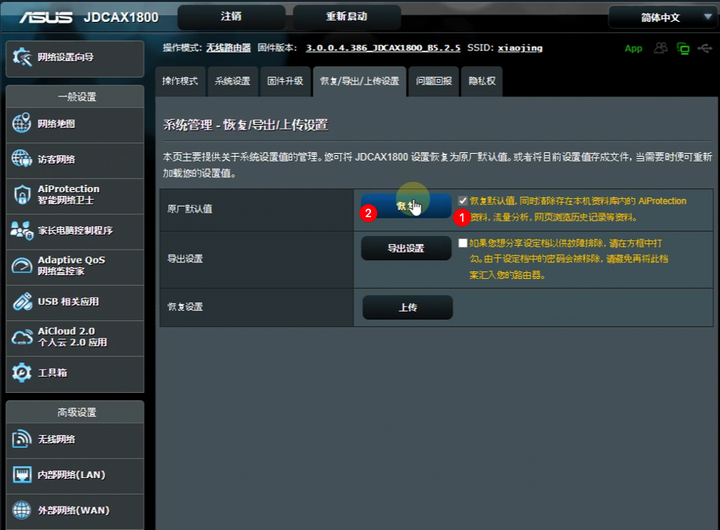 ASUS JDCAX1800 注销 重新启动 简体中文
操作模式: 无线路由器 固件版本: 3.0.0.4.386_JDCAX1800_B5.2.5 SSID: xiaojing App
操作模式 系统设置 固件升级 恢复/导出/上传设置 问题回报 隐私权
网络设置向导
一般设置
网络地图
访客网络
AiProtection
智能网络卫士
家长电脑控制程序
Adaptive QoS
网络监控家
USB 相关应用
AiCloud 2.0
个人云 2.0 应用
工具箱
高级设置
无线网络
内部网络(LAN)
外部网络(WAN)
系统管理 - 恢复/导出/上传设置
本页主要提供关于系统设置值的管理。您可将 JDCAX1800 设置恢复为原厂默认值。或者将目前设置值存成文件，当需要时便可重新
加载您的设置值。
原厂默认值
2 恢复
1
恢复默认值, 同时清除存在本机资料库内的 AiProtection
资料, 流量分析, 网页浏览历史记录等资料。
导出设置
导出设置
如果您想分享设定档以供故障排除, 请在方框中打
勾。由于设定档中的密码会被移除, 请避免再将此档
案汇入您的路由器。
恢复设置
上传